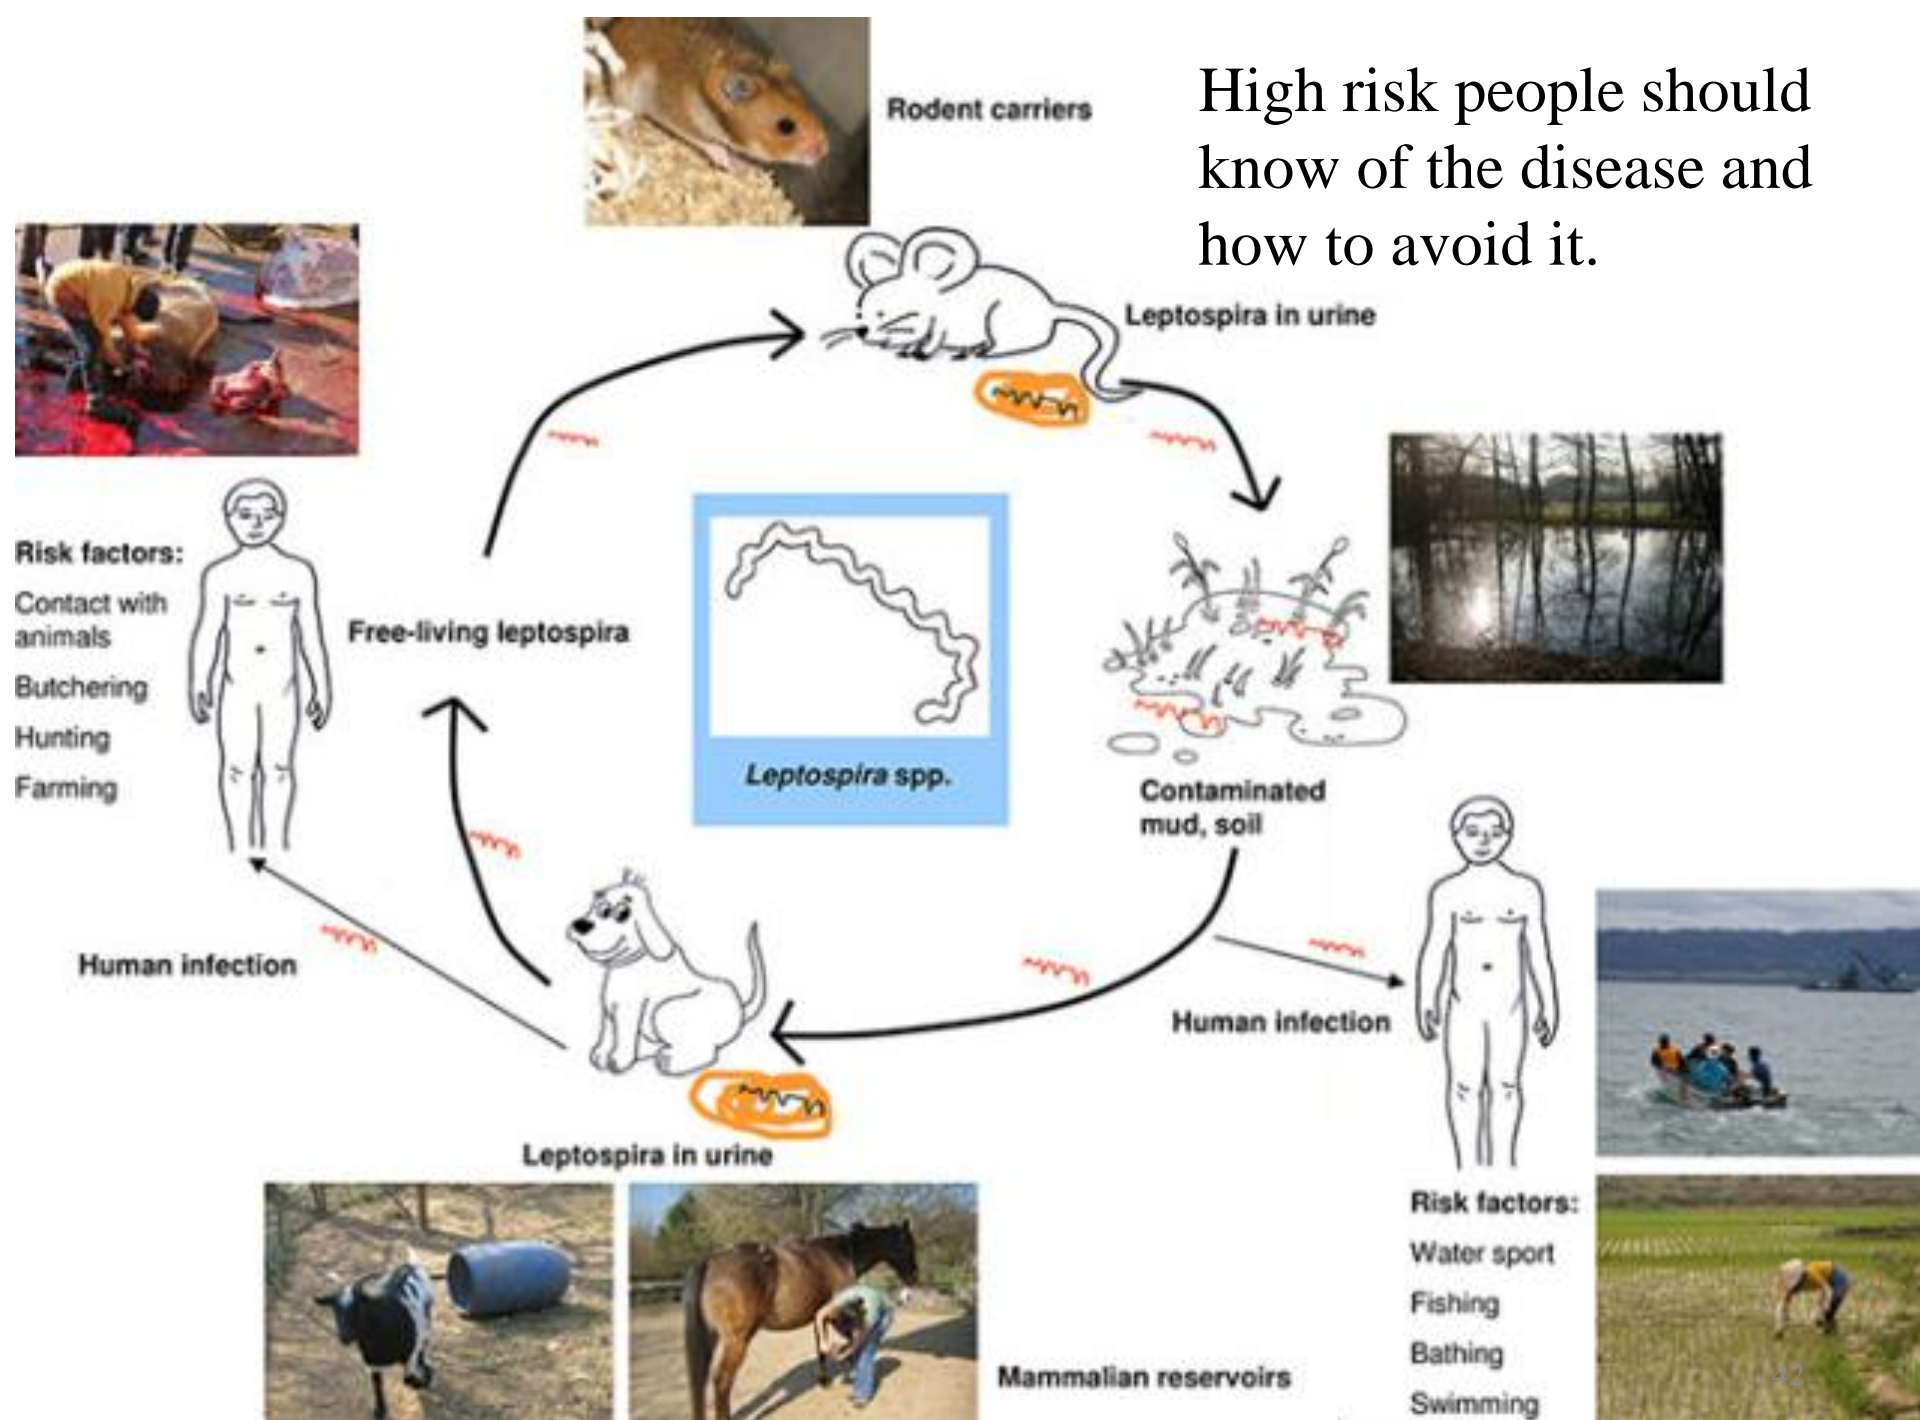 Rodent carriers
High risk people should
know of the disease and
how to avoid it.
Leptospira in urine
Risk factors:
Contact with
animals
Butchering
Hunting
Farming
Free-living leptospira
Leptospira spp.
Contaminated
mud, soil
Human infection
Human infection
Leptospira in urine
Mammalian reservoirs
Risk factors:
Water sport
Fishing
Bathing
Swimming
42